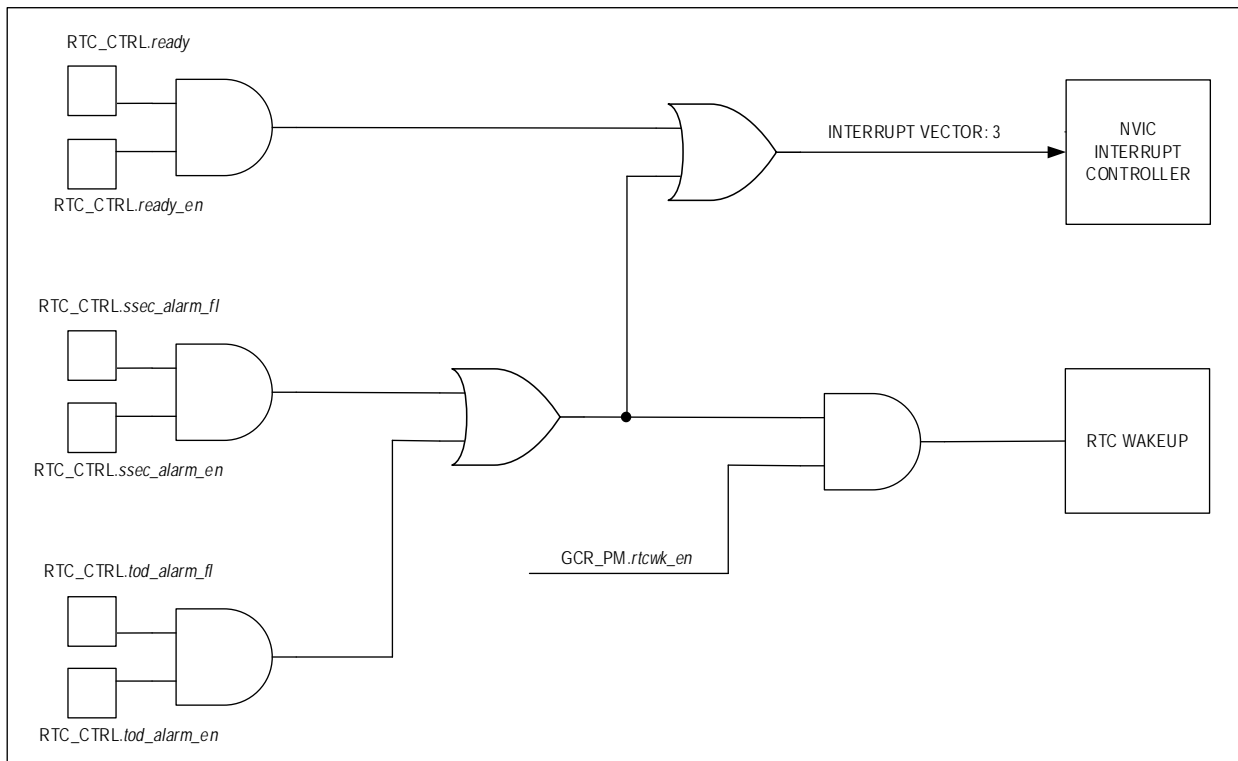 RTC_CTRL.ready
RTC_CTRL.ready_en
INTERRUPT VECTOR: 3
NVIC
INTERRUPT
CONTROLLER
RTC_CTRL.ssec_alarm_fl
RTC_CTRL.ssec_alarm_en
RTC WAKEUP
GCR_PM.rtcwk_en
RTC_CTRL.tod_alarm_fl
RTC_CTRL.tod_alarm_en